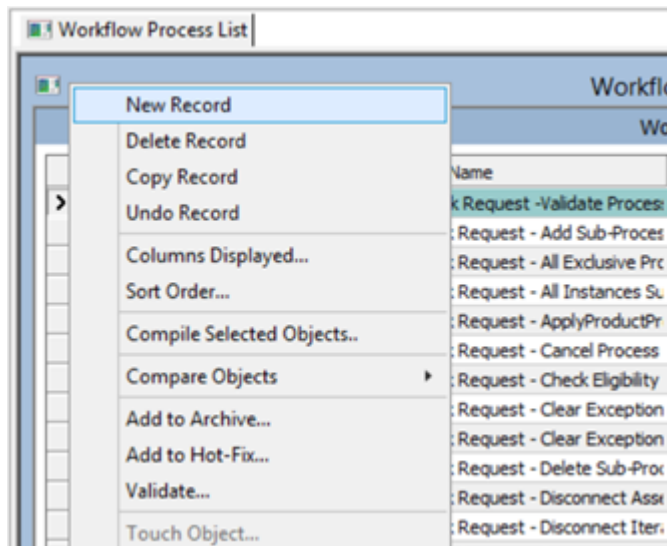 Workflow Process List
Workfl
Wo
New Record
Delete Record
Copy Record
Undo Record
Columns Displayed...
Sort Order...
Compile Selected Objects..
Compare Objects
Add to Archive...
Add to Hot-Fix...
Validate...
Touch Object...
Name
k Request -Validate Process
: Request - Add Sub-Proces
: Request - All Exclusive Pro
: Request - All Instances Su
: Request - ApplyProductPr
: Request - Cancel Process
: Request - Check Eligibility
: Request - Clear Exception
: Request - Clear Exception
: Request - Delete Sub-Proc
: Request - Disconnect Asse
: Request - Disconnect Iter